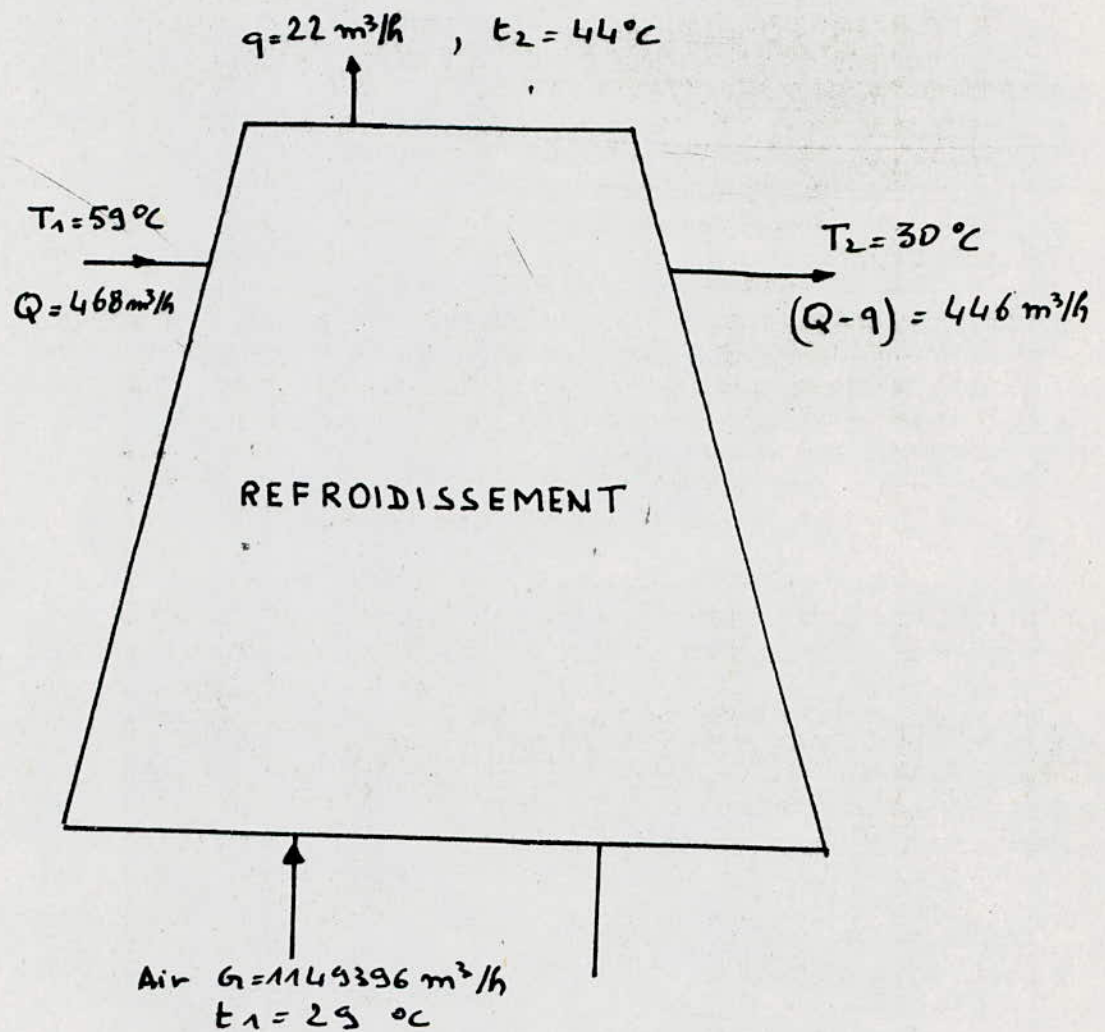 q=22 m³/h , t₂ = 44°C
T₁=59°C
Q=468m³/h
T₂ = 30 °C
(Q-q) = 446 m³/h
REFROIDISSEMENT
Air G=1149396 m³/h
t₁ = 29 °C